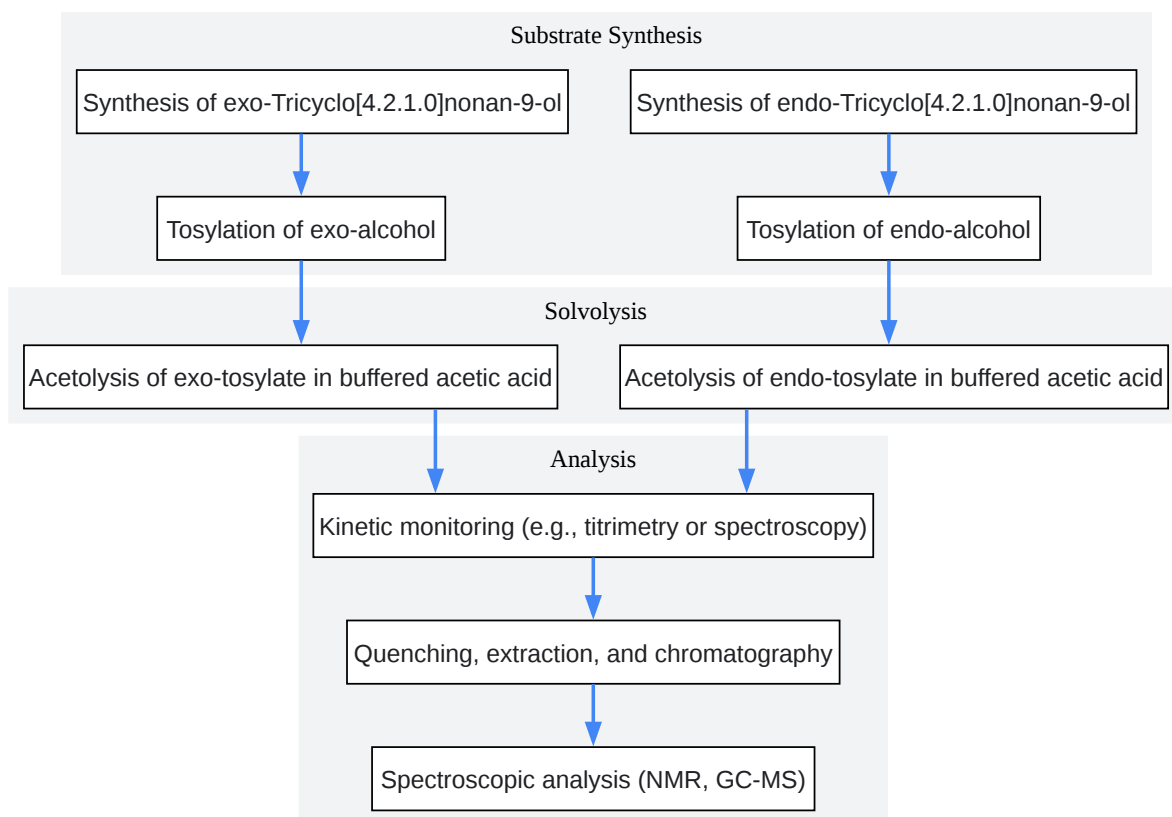 Substrate Synthesis
Synthesis of exo-Tricyclo[4.2.1.0]nonan-9-ol
Synthesis of endo-Tricyclo[4.2.1.0]nonan-9-ol
Tosylation of exo-alcohol
Tosylation of endo-alcohol
Solvolysis
Acetolysis of exo-tosylate in buffered acetic acid
Acetolysis of endo-tosylate in buffered acetic acid
Analysis
Kinetic monitoring (e.g., titrimetry or spectroscopy)
Quenching, extraction, and chromatography
Spectroscopic analysis (NMR, GC-MS)